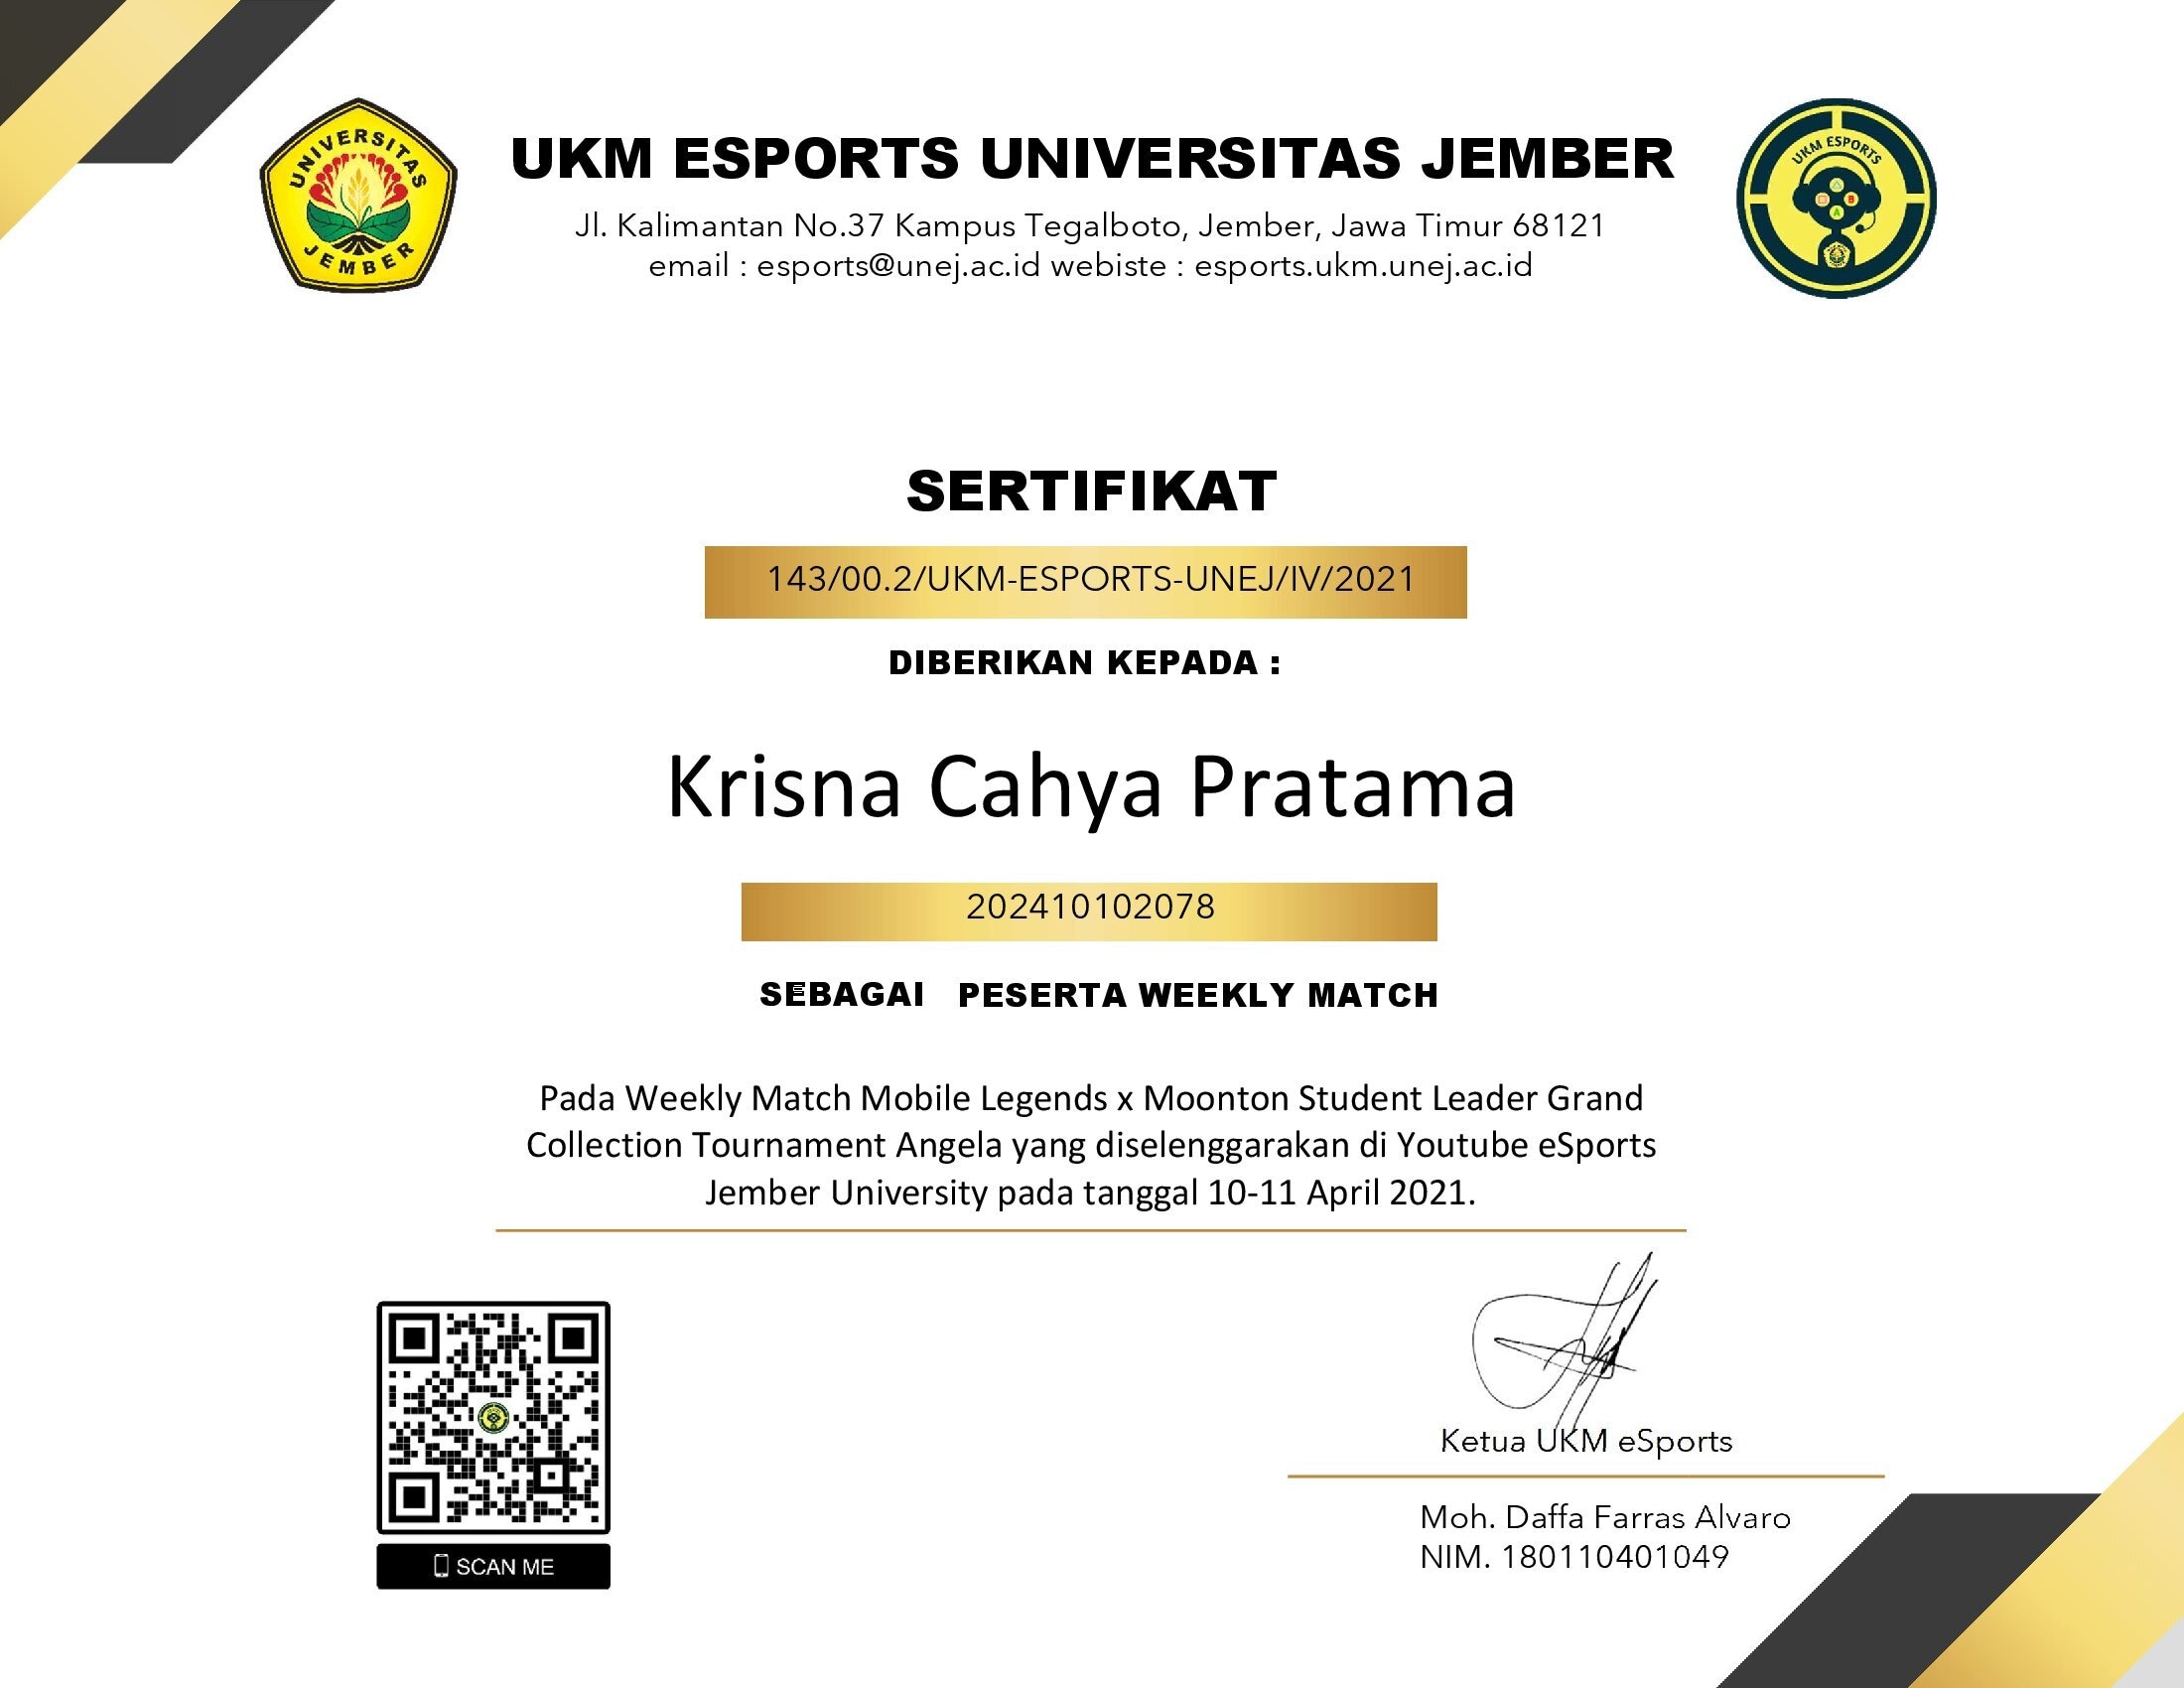 UNIVERSITAS
JEMBER
UKM ESPORTS UNIVERSITAS JEMBER
Jl. Kalimantan No.37 Kampus Tegalboto, Jember, Jawa Timur 68121
email : esports@unej.ac.id webiste : esports.ukm.unej.ac.id
UKM ESPORTS
SERTIFIKAT
143/00.2/UKM-ESPORTS-UNEJ/IV/2021
DIBERIKAN KEPADA :
Krisna Cahya Pratama
202410102078
SEBAGAI PESERTA WEEKLY MATCH
Pada Weekly Match Mobile Legends x Moonton Student Leader Grand
Collection Tournament Angela yang diselenggarakan di Youtube eSports
Jember University pada tanggal 10-11 April 2021.
SCAN ME
Ketua UKM eSports
Moh. Daffa Farras Alvaro
NIM. 180110401049